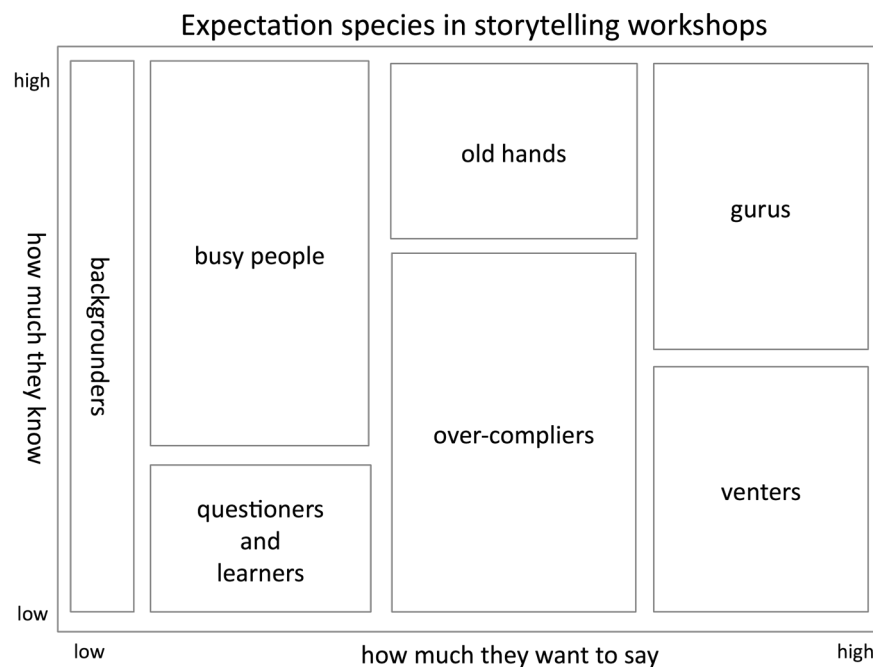 Expectation species in storytelling workshops
high
how much they know
low
backgrounders
busy people
questioners
and
learners
old hands
over-compliers
gurus
venters
low
how much they want to say
high